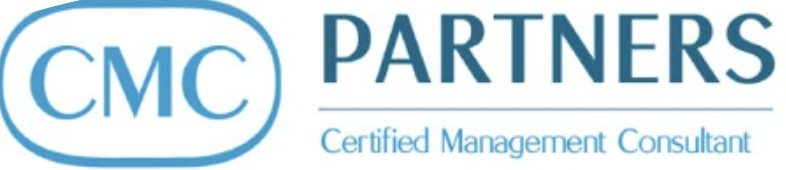 CMC
PARTNERS
Certified Management Consultant